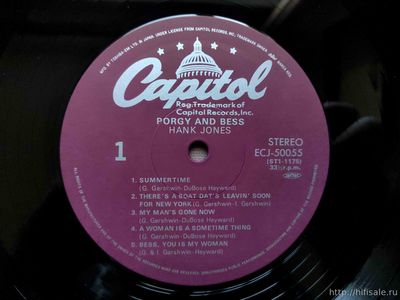 Capitol
Reg. Trademark of
Capitol Records, Inc.
PORGY AND BESS
HANK JONES
1
STEREO
ECJ-50055
(ST1-1175)
33⅓ r.p.m.
1. SUMMERTIME
(G. Gershwin-DuBose Heyward)
2. THERE'S A BOAT DAT'S LEAVIN' SOON
FOR NEW YORK (G. Gershwin-I. Gershwin)
3. MY MAN'S GONE NOW
(G. Gershwin-DuBose Heyward)
4. A WOMAN IS A SOMETIME THING
(G. Gershwin-DuBose Heyward)
5. BESS, YOU IS MY WOMAN
(G. & I. Gershwin-Heyward)
http://hifisale.ru